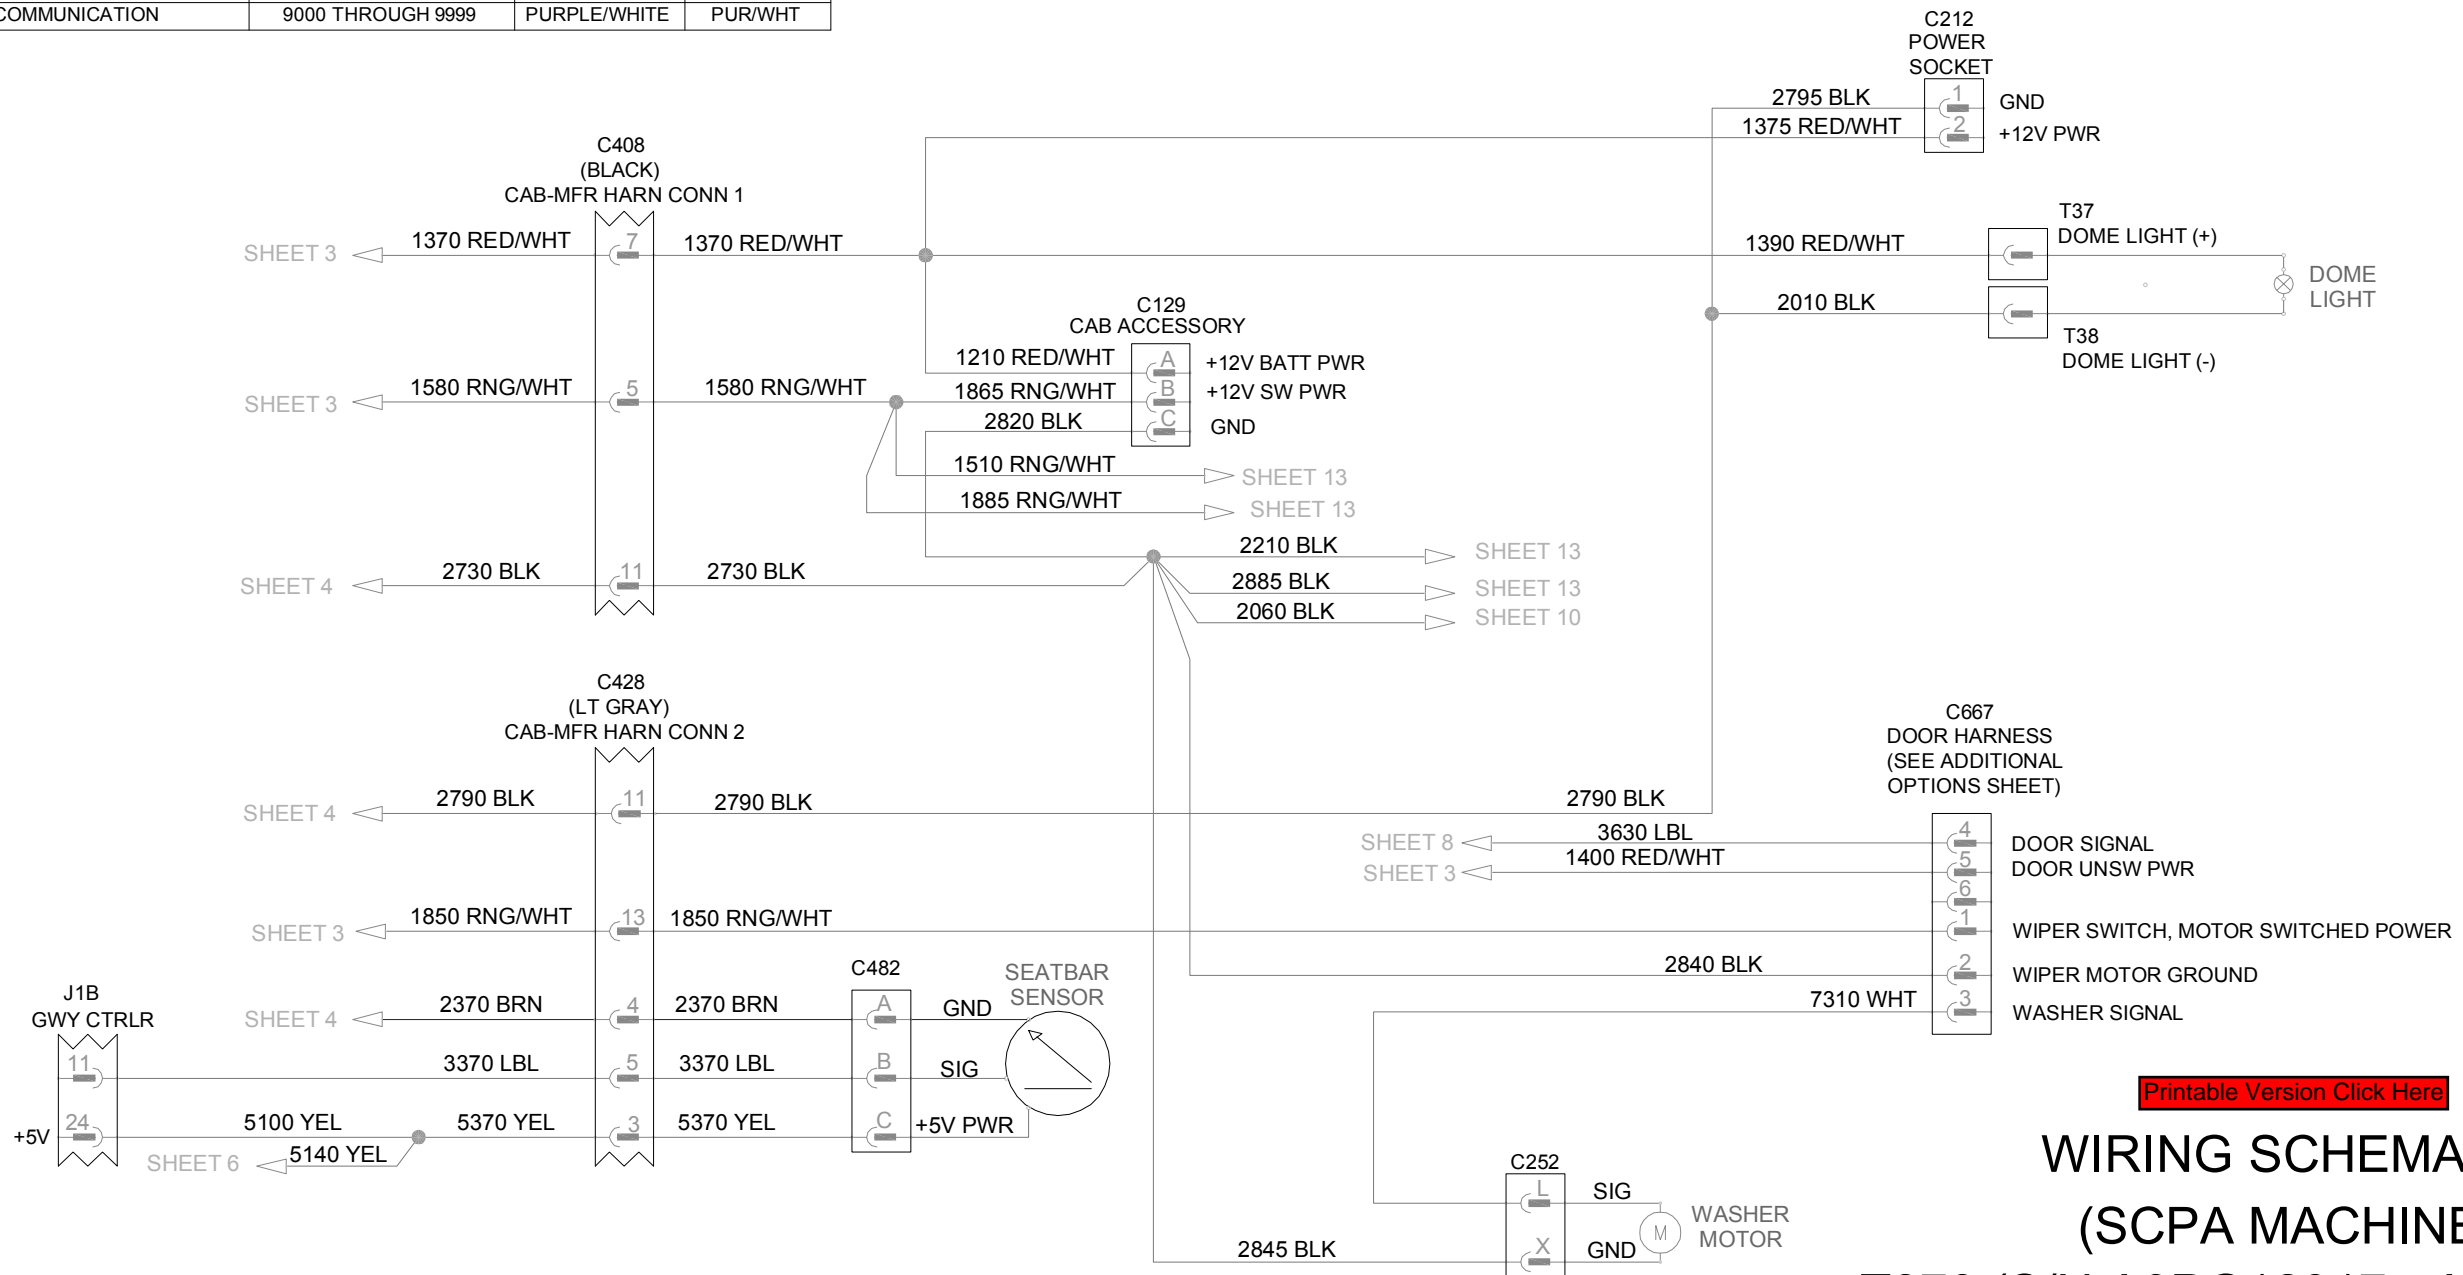 COMMUNICATION 9000 THROUGH 9999 PURPLE/WHITE PUR/WHT
C212
POWER
SOCKET
2795 BLK 1 GND
1375 RED/WHT 2 +12V PWR
C408
(BLACK)
CAB-MFR HARN CONN 1
SHEET 3 1370 RED/WHT 7 1370 RED/WHT
1390 RED/WHT
T37
DOME LIGHT (+)
DOME
LIGHT
2010 BLK
T38
DOME LIGHT (-)
C129
CAB ACCESSORY
1210 RED/WHT A +12V BATT PWR
SHEET 3 1580 RNG/WHT 5 1580 RNG/WHT
1865 RNG/WHT B +12V SW PWR
2820 BLK C GND
1510 RNG/WHT SHEET 13
1885 RNG/WHT SHEET 13
SHEET 4 2730 BLK 11 2730 BLK
2210 BLK SHEET 13
2885 BLK SHEET 13
2060 BLK SHEET 10
C428
(LT GRAY)
CAB-MFR HARN CONN 2
SHEET 4 2790 BLK 11 2790 BLK 2790 BLK
C667
DOOR HARNESS
(SEE ADDITIONAL
OPTIONS SHEET)
SHEET 8 3630 LBL 4 DOOR SIGNAL
SHEET 3 1400 RED/WHT 5 DOOR UNSW PWR
6
SHEET 3 1850 RNG/WHT 13 1850 RNG/WHT 1 WIPER SWITCH, MOTOR SWITCHED POWER
2840 BLK 2 WIPER MOTOR GROUND
7310 WHT 3 WASHER SIGNAL
C482
SEATBAR
SENSOR
J1B
GWY CTRLR
SHEET 4 2370 BRN 4 2370 BRN A GND
11 3370 LBL 5 3370 LBL B SIG
+5V 24 5100 YEL 5370 YEL 3 5370 YEL C +5V PWR
SHEET 6 5140 YEL
Printable Version Click Here
WIRING SCHEMA
(SCPA MACHINE
C252
L SIG
WASHER
MOTOR
M
2845 BLK X GND